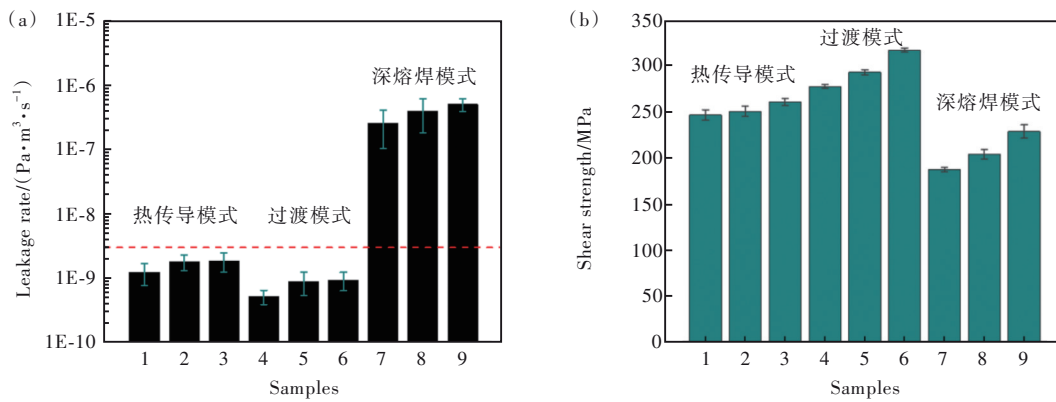 (a)
1E-5
1E-6
1E-7
1E-8
1E-9
1E-10
Leakage rate/(Pa·m³·s⁻¹)
热传导模式
过渡模式
深熔焊模式
1 2 3 4 5 6 7 8 9
Samples
(b)
350
300
250
200
150
100
50
0
Shear strength/MPa
热传导模式
过渡模式
深熔焊模式
1 2 3 4 5 6 7 8 9
Samples